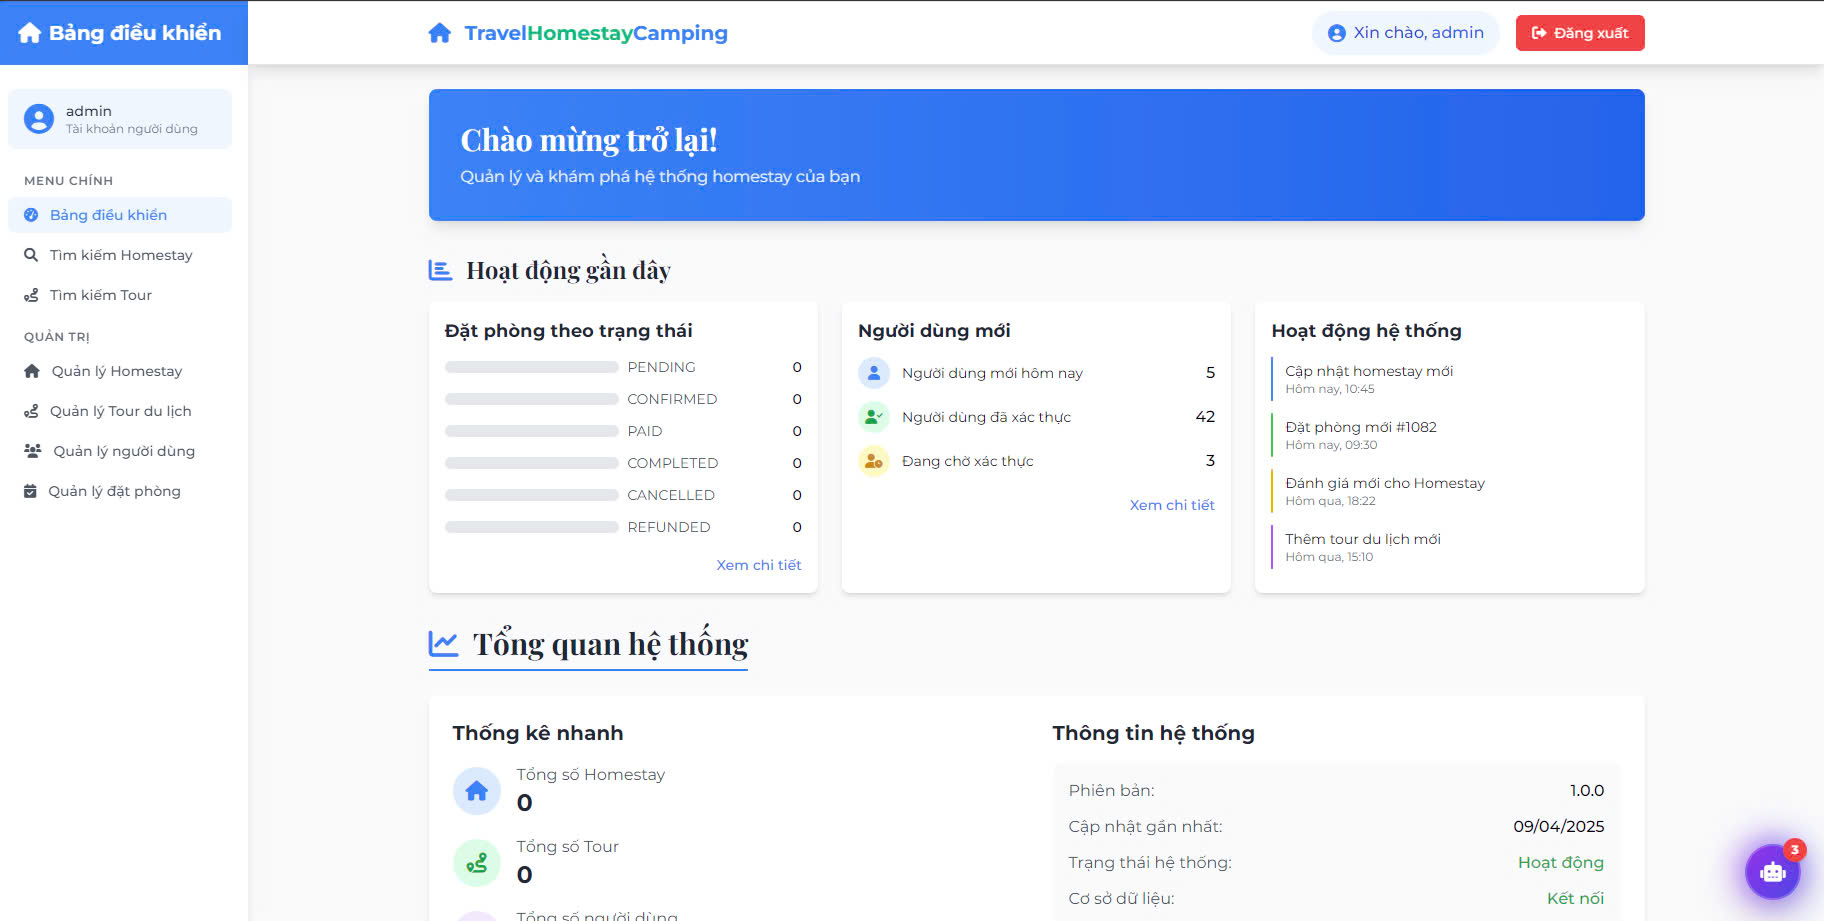 Bảng điều khiển
TravelHomestayCamping
Xin chào, admin
Đăng xuất
admin
Tài khoản người dùng
MENU CHÍNH
Bảng điều khiển
Tìm kiếm Homestay
Tìm kiếm Tour
QUẢN TRỊ
Quản lý Homestay
Quản lý Tour du lịch
Quản lý người dùng
Quản lý đặt phòng
Chào mừng trở lại!
Quản lý và khám phá hệ thống homestay của bạn
Hoạt động gần đây
Đặt phòng theo trạng thái
PENDING 0
CONFIRMED 0
PAID 0
COMPLETED 0
CANCELLED 0
REFUNDED 0
Xem chi tiết
Người dùng mới
Người dùng mới hôm nay 5
Người dùng đã xác thực 42
Đang chờ xác thực 3
Xem chi tiết
Hoạt động hệ thống
Cập nhật homestay mới
Hôm nay, 10:45
Đặt phòng mới #1082
Hôm nay, 09:30
Đánh giá mới cho Homestay
Hôm qua, 18:22
Thêm tour du lịch mới
Hôm qua, 15:10
Tổng quan hệ thống
Thống kê nhanh
Tổng số Homestay
0
Tổng số Tour
0
Tổng số người dùng
Thông tin hệ thống
Phiên bản: 1.0.0
Cập nhật gần nhất: 09/04/2025
Trạng thái hệ thống: Hoạt động
Cơ sở dữ liệu: Kết nối
3